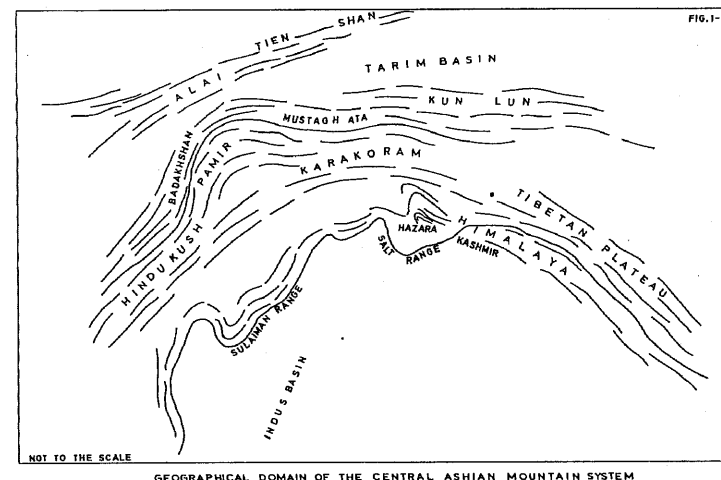 FIG.1-
TIEN SHAN
ALAI
TARIM BASIN
KUN LUN
MUSTAGH ATA
BADAKHSHAN
PAMIR
KARAKORAM
HINDUKUSH
TIBETAN PLATEAU
HIMALAYA
HAZARA
KASHMIR
SALT RANGE
SULAIMAN RANGE
INDUS BASIN
NOT TO THE SCALE
GEOGRAPHICAL DOMAIN OF THE CENTRAL ASHIAN MOUNTAIN SYSTEM